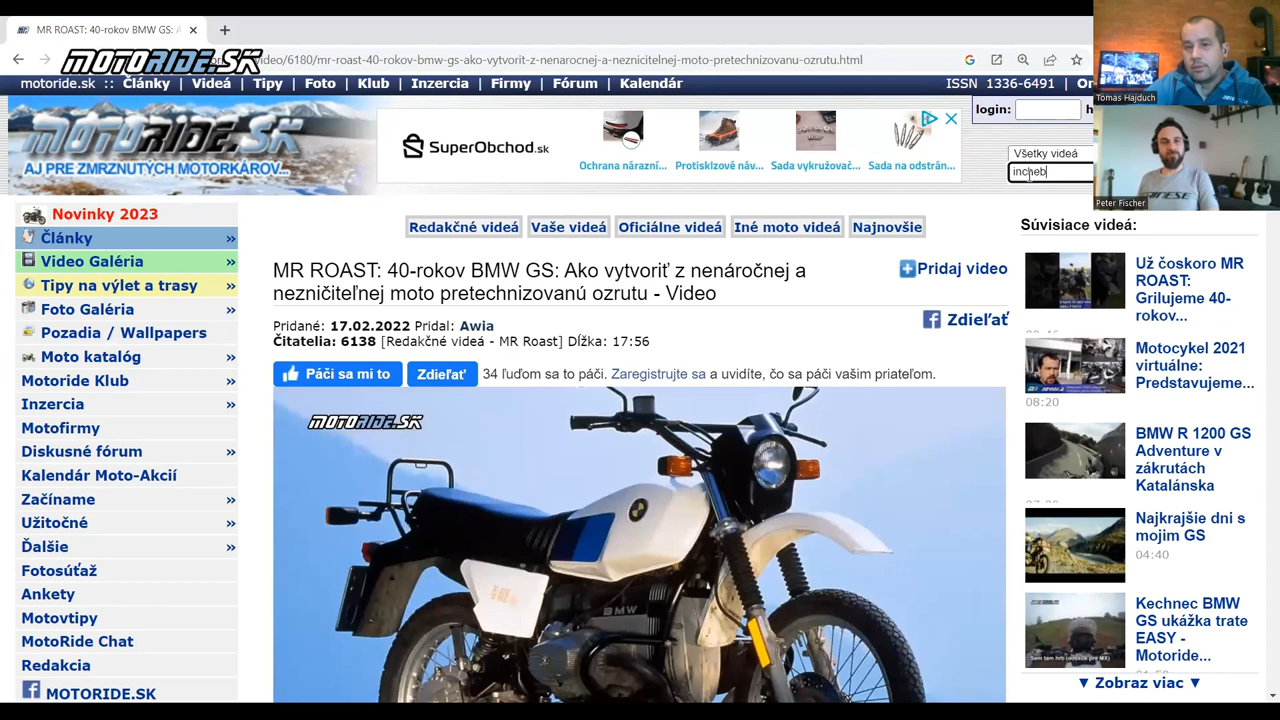 MR ROAST: 40-rokov BMW GS: A
MOTORIDE.SK
video/6180/mr-roast-40-rokov-bmw-gs-ako-vytvorit-z-nenarocnej-a-neznicitelnej-moto-pretechnizovanu-ozrutu.html
motoride.sk :: Články Videá Tipy Foto Klub Inzercia Firmy Fórum Kalendár ISSN 1336-6491
Tomas Hajduch
Peter Fischer
MOTORIDE.SK
AJ PRE ZMRZNUTÝCH MOTORKÁROV...
SuperObchod.sk
Ochrana nárazní...
Protisklzové náv...
Sada vykružovač...
Sada na odstrán...
login:
Všetky videá
incheb
Novinky 2023
Články »
Video Galéria »
Tipy na výlet a trasy »
Foto Galéria »
Pozadia / Wallpapers
Moto katalóg »
Motoride Klub »
Inzercia »
Motofirmy
Diskusné fórum »
Kalendár Moto-Akcií
Začíname »
Užitočné »
Ďalšie »
Fotosúťaž
Ankety
Motovtipy
MotoRide Chat
Redakcia
MOTORIDE.SK
Redakčné videá Vaše videá Oficiálne videá Iné moto videá Najnovšie
MR ROAST: 40-rokov BMW GS: Ako vytvoriť z nenáročnej a
nezničiteľnej moto pretechnizovanú ozrutu - Video
Pridaj video
Pridané: 17.02.2022 Pridal: Awia
Zdieľať
Čitatelia: 6138 [Redakčné videá - MR Roast] Dĺžka: 17:56
Páči sa mi to Zdieľať 34 ľuďom sa to páči. Zaregistrujte sa a uvidíte, čo sa páči vašim priateľom.
MOTORIDE.SK
BMW
Súvisiace videá:
Už čoskoro MR
ROAST:
Grilujeme 40-
rokov...
Motocykel 2021
virtuálne:
Predstavujeme...
08:20
BMW R 1200 GS
Adventure v
zákrutách
Katalánska
Najkrajšie dni s
mojim GS
04:40
Kechnec BMW
GS ukážka trate
EASY -
Motoride...
▼ Zobraz viac ▼